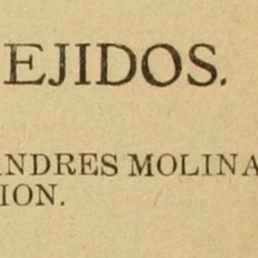 EJIDOS.
ANDRES MOLINA
ION.